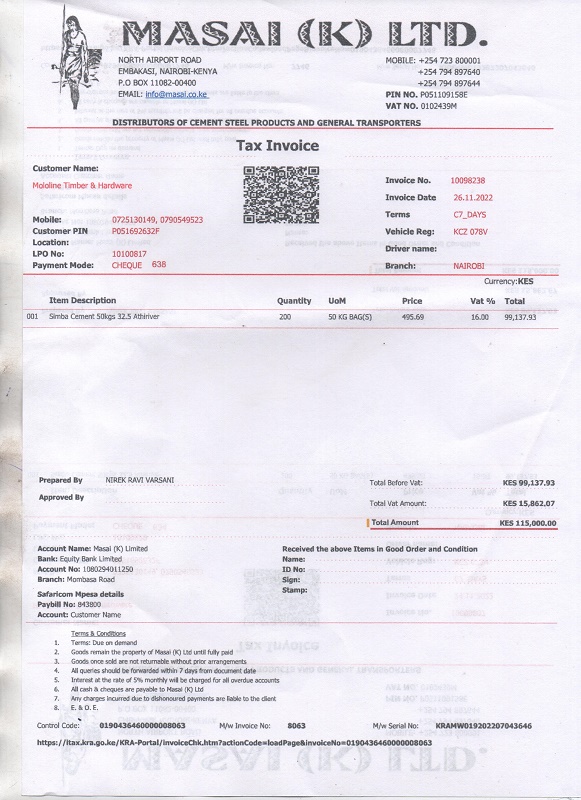 MASAI (K) LTD.
NORTH AIRPORT ROAD
EMBAKASI, NAIROBI-KENYA
P.O BOX 11082-00400
EMAIL: info@masai.co.ke
MOBILE: +254 723 800001
+254 794 897640
+254 794 897644
PIN NO. P051109158E
VAT NO. 0102439M
DISTRIBUTORS OF CEMENT STEEL PRODUCTS AND GENERAL TRANSPORTERS
Tax Invoice
Customer Name:
Mololine Timber & Hardware
Mobile: 0725130149, 0790549523
Customer PIN P051692632F
Location:
LPO No: 10100817
Payment Mode: CHEQUE 638
Invoice No. 10098238
Invoice Date 26.11.2022
Terms C7_DAYS
Vehicle Reg: KCZ 078V
Driver name:
Branch: NAIROBI
Currency:KES
Item Description Quantity UoM Price Vat % Total
001 Simba Cement 50kgs 32.5 Athiriver 200 50 KG BAG(S) 495.69 16.00 99,137.93
Prepared By NIREK RAVI VARSANI
Approved By
Total Before Vat: KES 99,137.93
Total Vat Amount: KES 15,862.07
Total Amount KES 115,000.00
Account Name: Masai (K) Limited
Bank: Equity Bank Limited
Account No: 1080294011250
Branch: Mombasa Road
Safaricom Mpesa details
Paybill No: 843800
Account: Customer Name
Received the above Items in Good Order and Condition
Name:
ID No:
Sign:
Stamp:
Terms & Conditions
1. Terms: Due on demand
2. Goods remain the property of Masai (K) Ltd until fully paid
3. Goods once sold are not returnable without prior arrangements
4. All queries should be forwarded within 7 days from document date
5. Interest at the rate of 5% monthly will be charged for all overdue accounts
6. All cash & cheques are payable to Masai (K) Ltd
7. Any charges incurred due to dishonoured payments are liable to the client
8. E. & O. E.
Control Code: 0190436460000008063 M/w Invoice No: 8063 M/w Serial No: KRAMW019202207043646
https://itax.kra.go.ke/KRA-Portal/invoiceChk.htm?actionCode=loadPage&invoiceNo=0190436460000008063